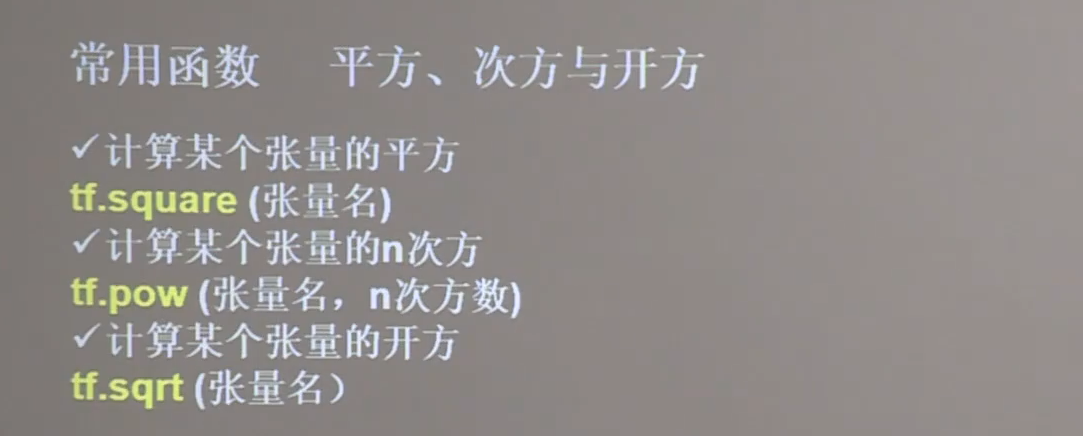 常用函数 平方、次方与开方
✓计算某个张量的平方
tf.square (张量名)
✓计算某个张量的n次方
tf.pow (张量名，n次方数)
✓计算某个张量的开方
tf.sqrt (张量名）